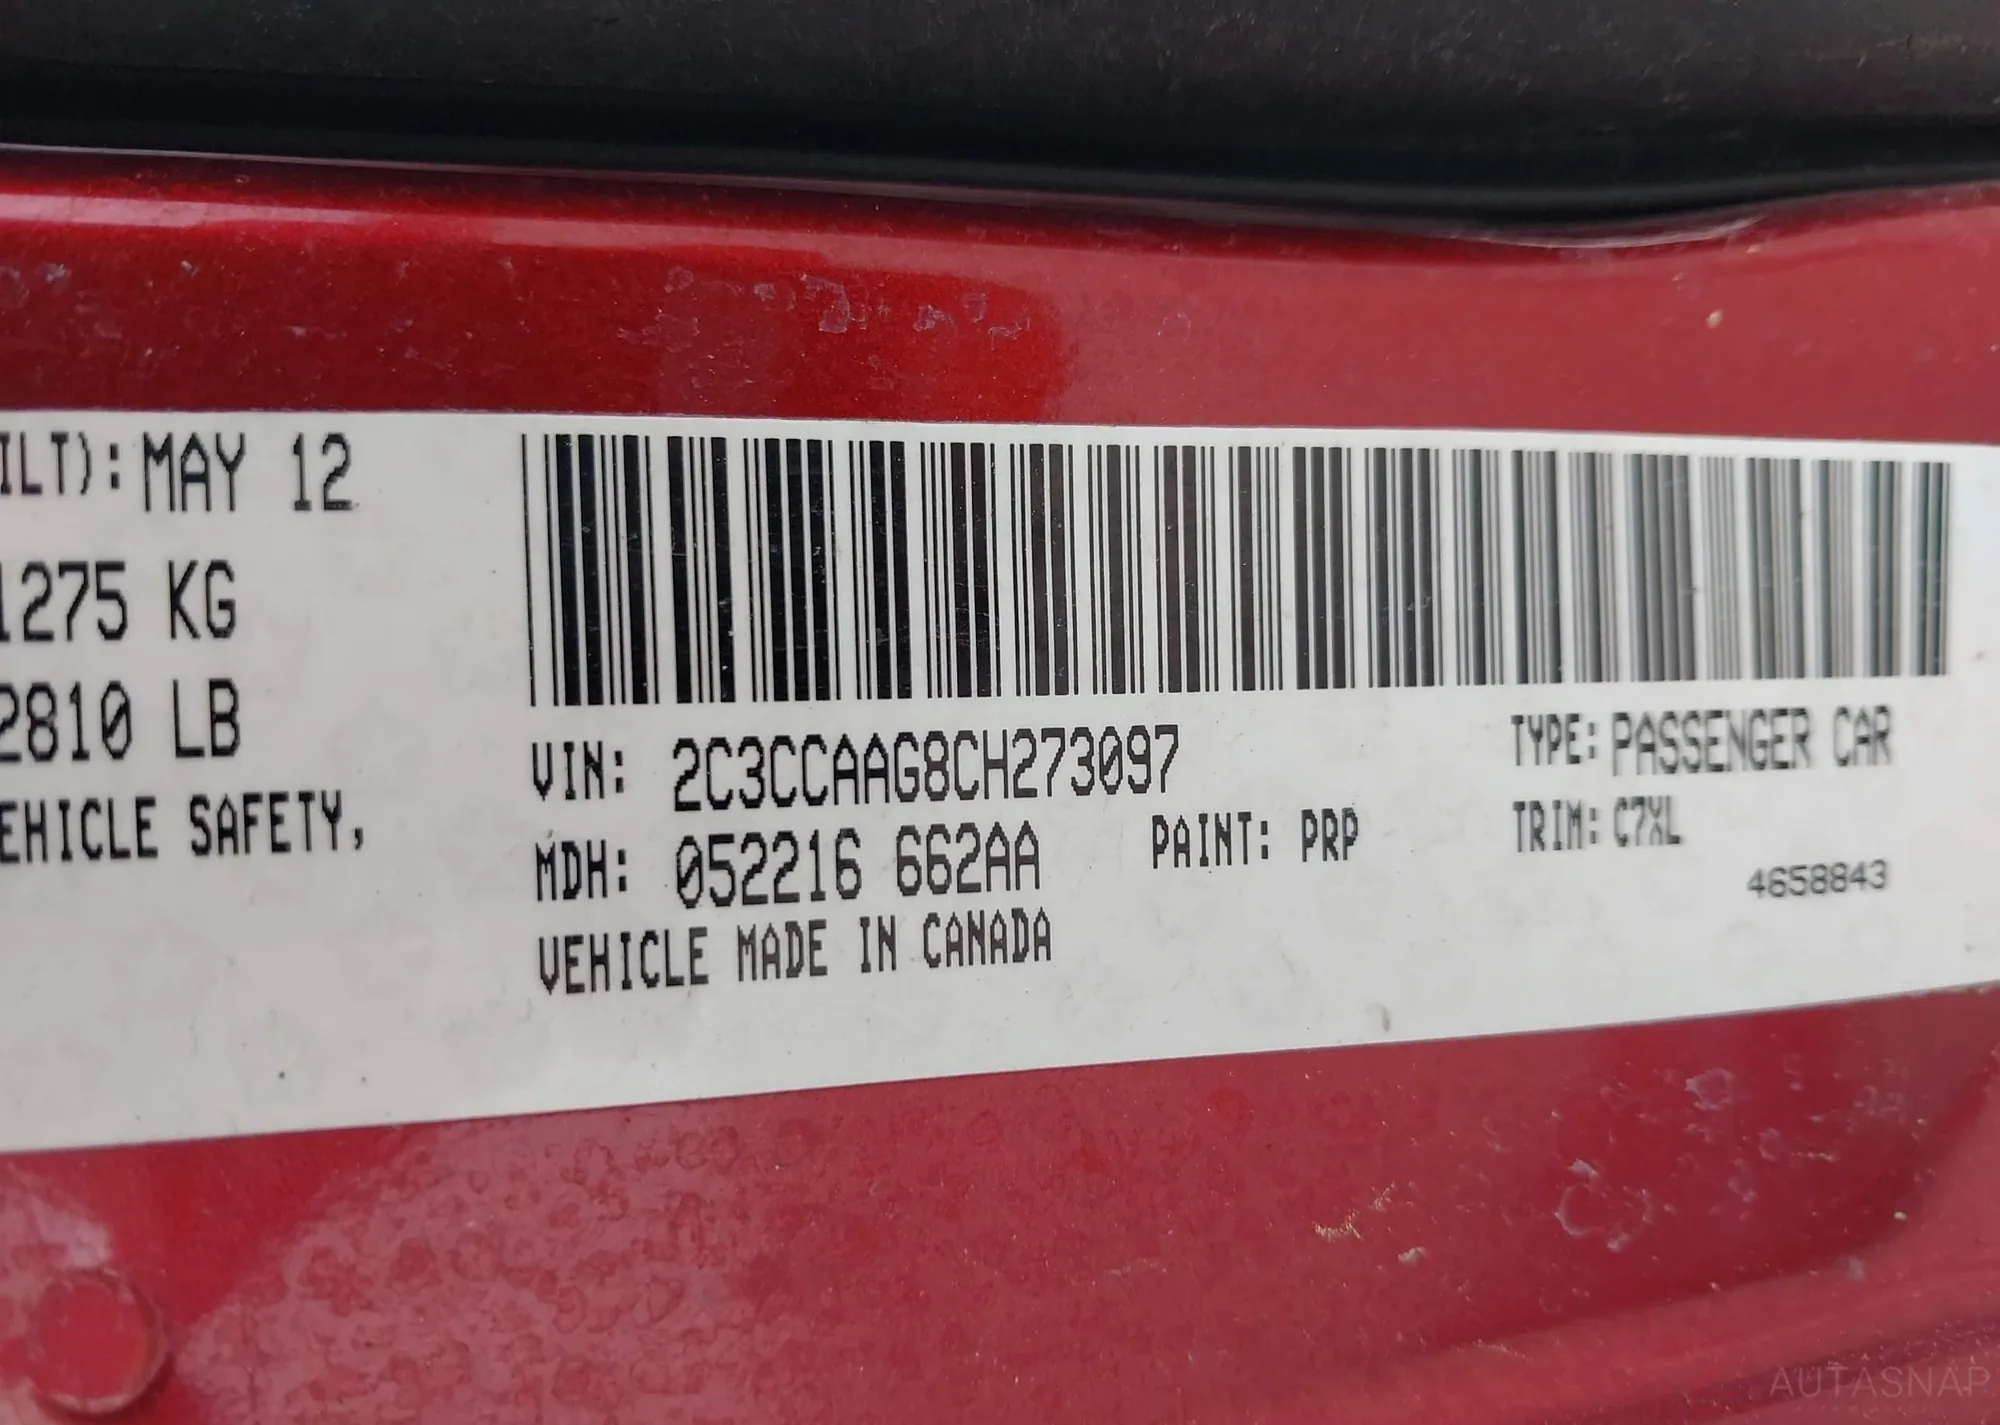 ILT): MAY 12
1275 KG
2810 LB
EHICLE SAFETY,
VIN: 2C3CCAAG8CH273097
TYPE: PASSENGER CAR
MDH: 052216 662AA
PAINT: PRP
TRIM: C7XL
4658843
VEHICLE MADE IN CANADA
AUTASNAP